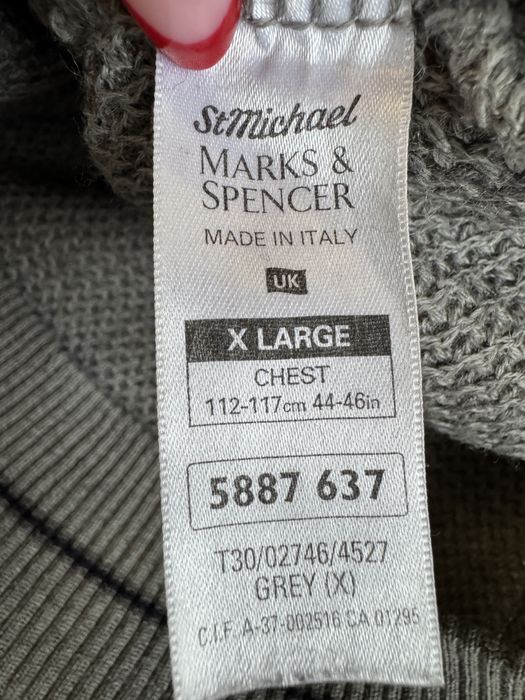 StMichael
MARKS &
SPENCER
MADE IN ITALY
UK
X LARGE
CHEST
112-117cm 44-46in
5887 637
T30/02746/4527
GREY (X)
C.I.F. A-37-002516 CA 01295